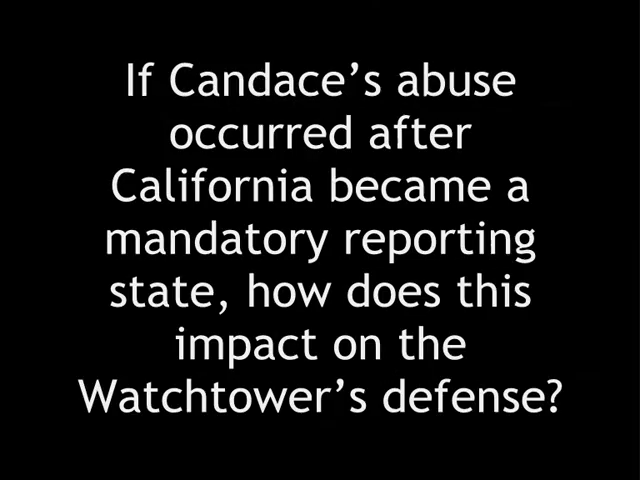 If Candace’s abuse
occurred after
California became a
mandatory reporting
state, how does this
impact on the
Watchtower’s defense?